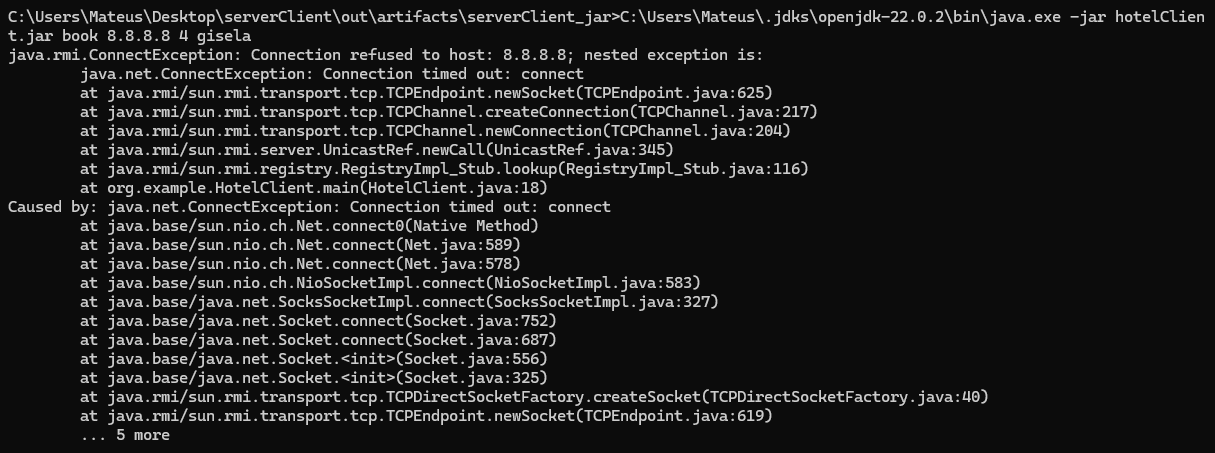 C:\Users\Mateus\Desktop\serverClient\out\artifacts\serverClient_jar>C:\Users\Mateus\.jdks\openjdk-22.0.2\bin\java.exe -jar hotelClien
t.jar book 8.8.8.8 4 gisela
java.rmi.ConnectException: Connection refused to host: 8.8.8.8; nested exception is:
        java.net.ConnectException: Connection timed out: connect
        at java.rmi/sun.rmi.transport.tcp.TCPEndpoint.newSocket(TCPEndpoint.java:625)
        at java.rmi/sun.rmi.transport.tcp.TCPChannel.createConnection(TCPChannel.java:217)
        at java.rmi/sun.rmi.transport.tcp.TCPChannel.newConnection(TCPChannel.java:204)
        at java.rmi/sun.rmi.server.UnicastRef.newCall(UnicastRef.java:345)
        at java.rmi/sun.rmi.registry.RegistryImpl_Stub.lookup(RegistryImpl_Stub.java:116)
        at org.example.HotelClient.main(HotelClient.java:18)
Caused by: java.net.ConnectException: Connection timed out: connect
        at java.base/sun.nio.ch.Net.connect0(Native Method)
        at java.base/sun.nio.ch.Net.connect(Net.java:589)
        at java.base/sun.nio.ch.Net.connect(Net.java:578)
        at java.base/sun.nio.ch.NioSocketImpl.connect(NioSocketImpl.java:583)
        at java.base/java.net.SocksSocketImpl.connect(SocksSocketImpl.java:327)
        at java.base/java.net.Socket.connect(Socket.java:752)
        at java.base/java.net.Socket.connect(Socket.java:687)
        at java.base/java.net.Socket.<init>(Socket.java:556)
        at java.base/java.net.Socket.<init>(Socket.java:325)
        at java.rmi/sun.rmi.transport.tcp.TCPDirectSocketFactory.createSocket(TCPDirectSocketFactory.java:40)
        at java.rmi/sun.rmi.transport.tcp.TCPEndpoint.newSocket(TCPEndpoint.java:619)
        ... 5 more